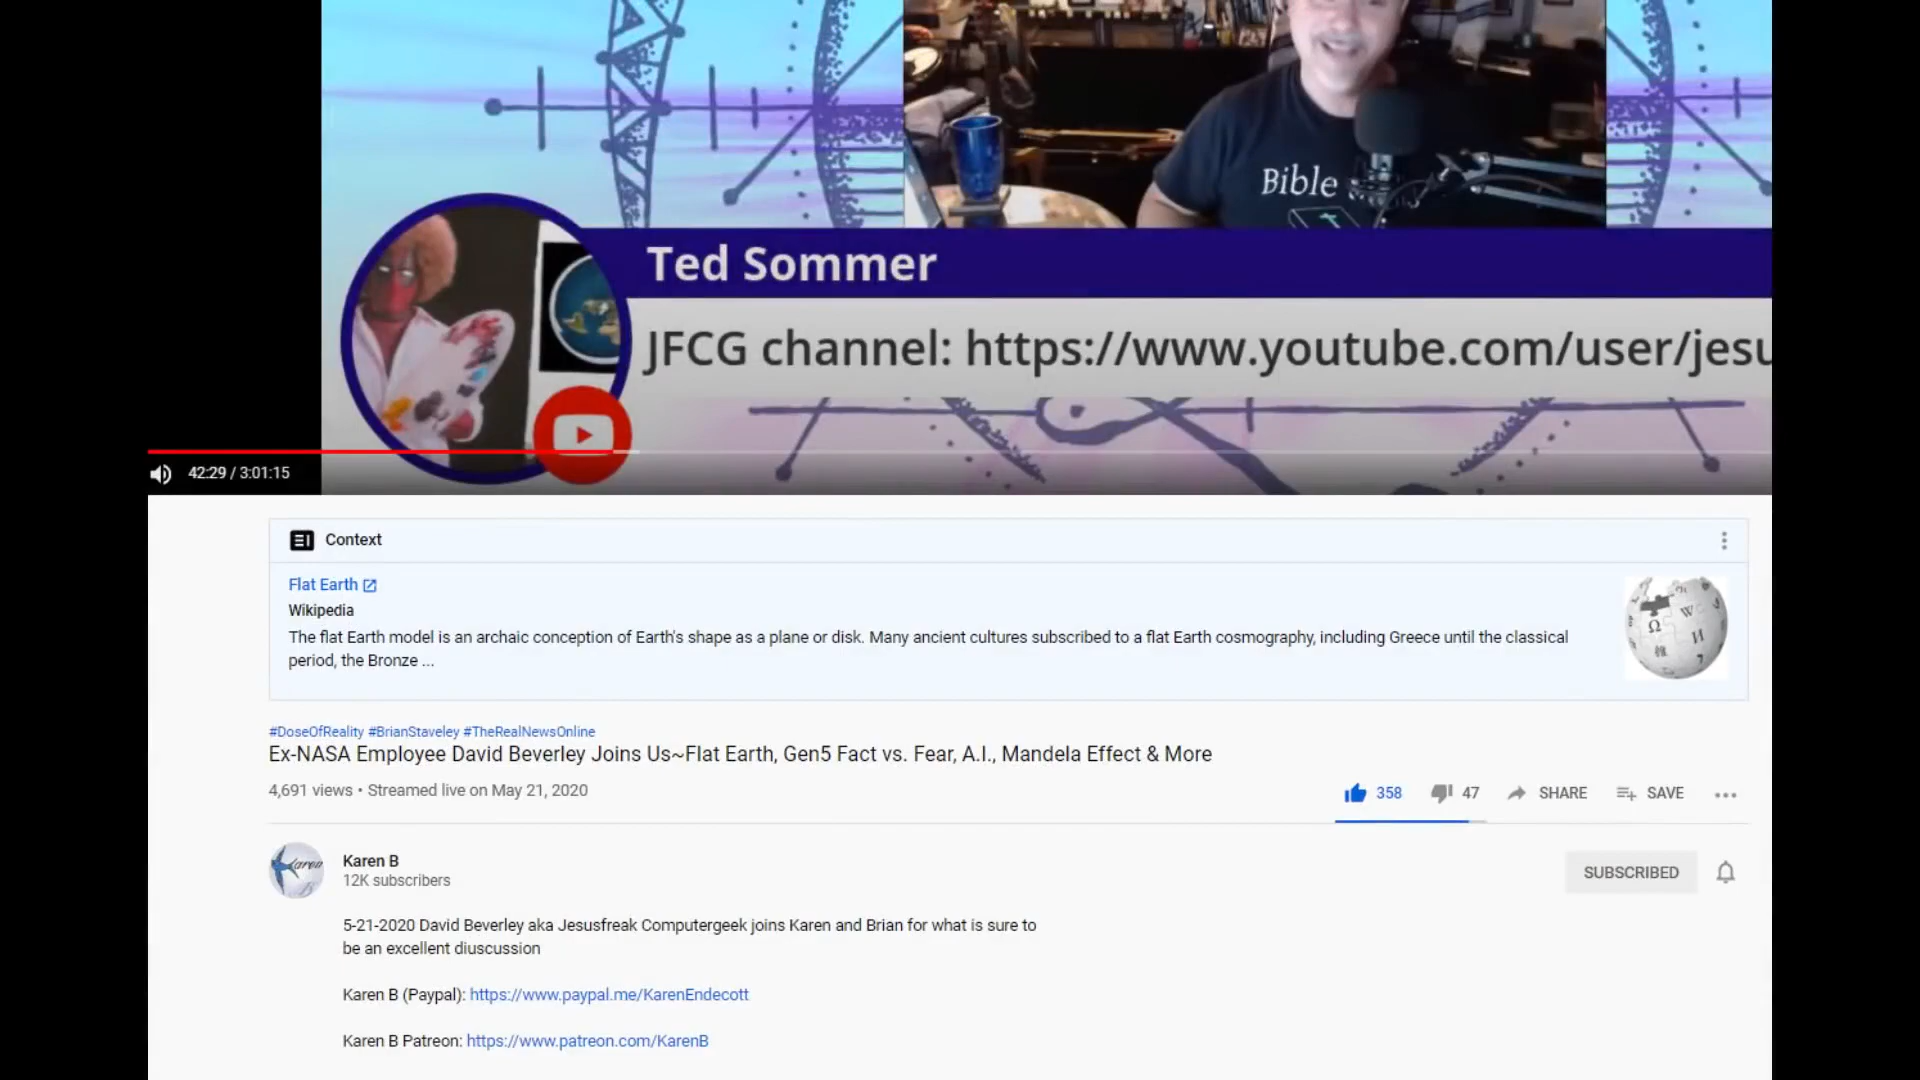 Bible
Ted Sommer
JFCG channel: https://www.youtube.com/user/jesu
42:29 / 3:01:15
Context
Flat Earth
Wikipedia
The flat Earth model is an archaic conception of Earth's shape as a plane or disk. Many ancient cultures subscribed to a flat Earth cosmography, including Greece until the classical
period, the Bronze ...
#DoseOfReality #BrianStaveley #TheRealNewsOnline
Ex-NASA Employee David Beverley Joins Us~Flat Earth, Gen5 Fact vs. Fear, A.I., Mandela Effect & More
4,691 views • Streamed live on May 21, 2020
358 47 SHARE SAVE
Karen B
12K subscribers
SUBSCRIBED
5-21-2020 David Beverley aka Jesusfreak Computergeek joins Karen and Brian for what is sure to
be an excellent diuscussion
Karen B (Paypal): https://www.paypal.me/KarenEndecott
Karen B Patreon: https://www.patreon.com/KarenB